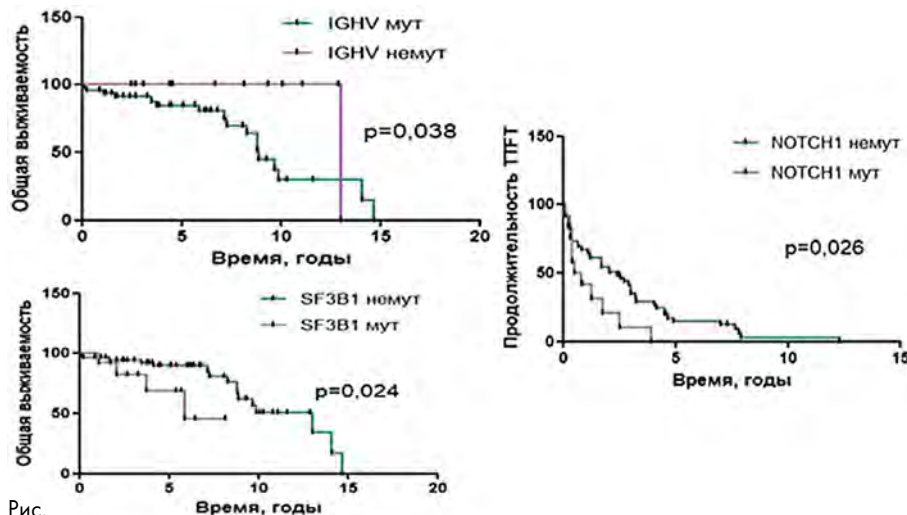 Общая выживаемость
150
100
50
0
IGHV мут
IGHV немут
p=0,038
0 5 10 15 20
Время, годы
Общая выживаемость
150
100
50
0
SF3B1 немут
SF3B1 мут
p=0,024
0 5 10 15 20
Время, годы
Продолжительность TTFT
150
100
50
0
NOTCH1 немут
NOTCH1 мут
p=0,026
0 5 10 15
Время, годы
Рис.